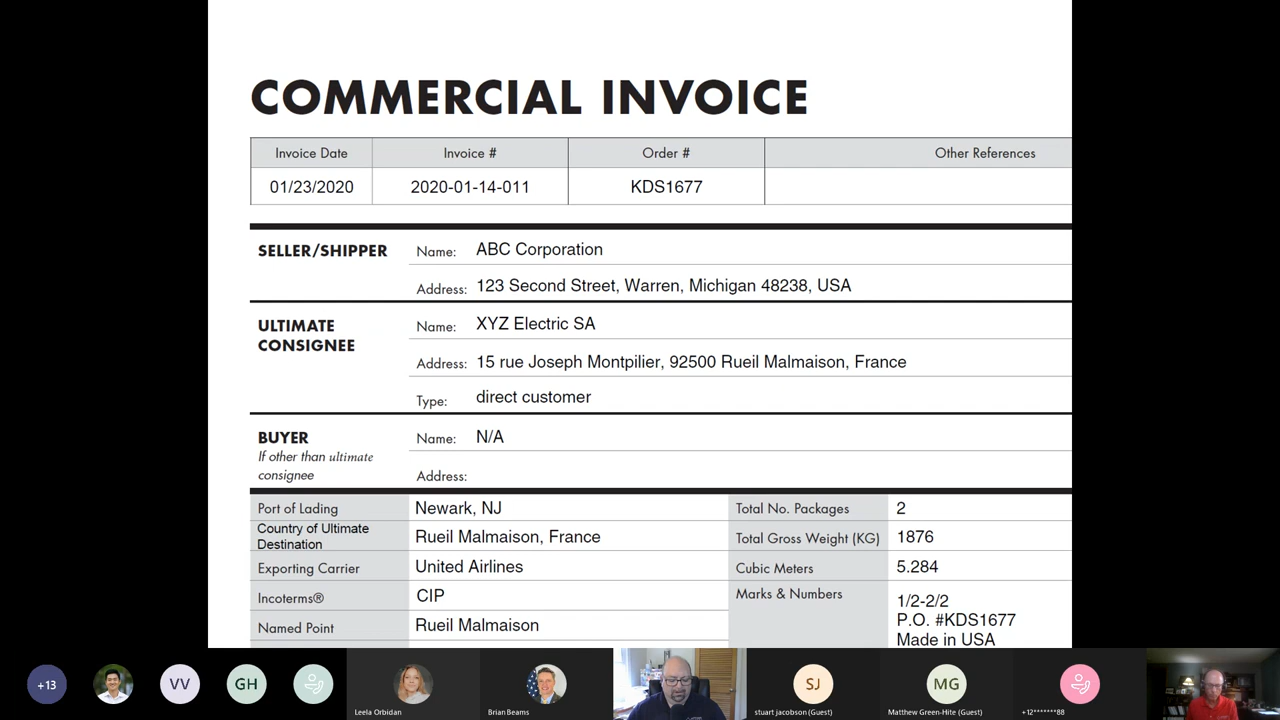 COMMERCIAL INVOICE
Invoice Date Invoice # Order # Other References
01/23/2020 2020-01-14-011 KDS1677
SELLER/SHIPPER Name: ABC Corporation
Address: 123 Second Street, Warren, Michigan 48238, USA
ULTIMATE CONSIGNEE Name: XYZ Electric SA
Address: 15 rue Joseph Montpilier, 92500 Rueil Malmaison, France
Type: direct customer
BUYER Name: N/A
If other than ultimate
consignee Address:
Port of Lading Newark, NJ Total No. Packages 2
Country of Ultimate
Destination Rueil Malmaison, France Total Gross Weight (KG) 1876
Exporting Carrier United Airlines Cubic Meters 5.284
Incoterms® CIP Marks & Numbers 1/2-2/2
P.O. #KDS1677
Named Point Rueil Malmaison Made in USA
+13 VV GH SJ MG
Leela Orbidan Brian Beams stuart jacobson (Guest) Matthew Green-Hite (Guest) +12*******88